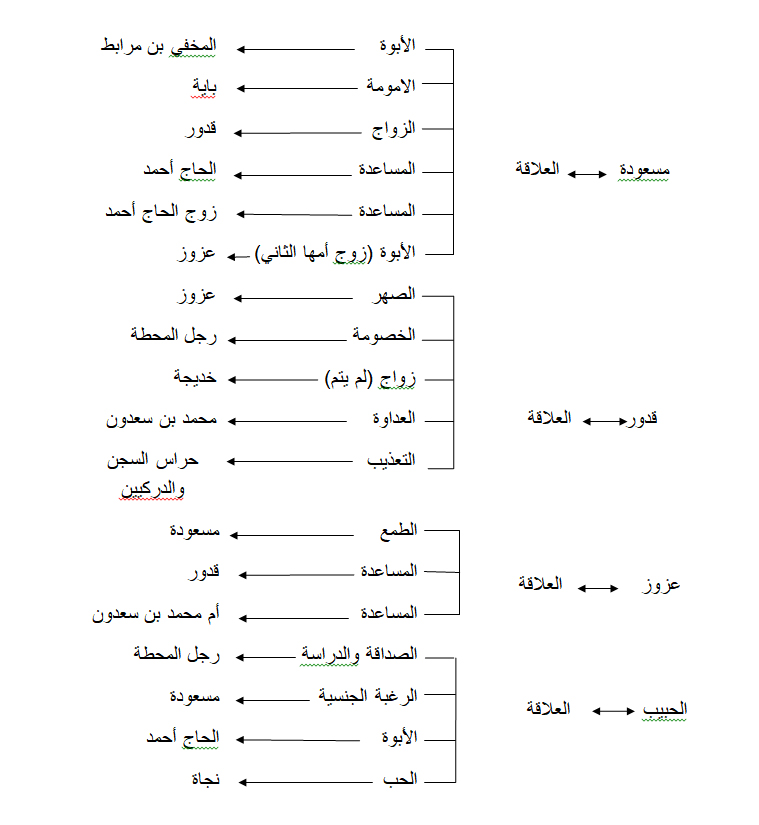 الأبوة المخفي بن مرابط
الامومة باية
الزواج قدور
مسعودة العلاقة المساعدة الحاج أحمد
المساعدة زوج الحاج أحمد
الأبوة (زوج أمها الثاني) عزوز
الصهر عزوز
الخصومة رجل المحطة
زواج (لم يتم) خديجة
قدور العلاقة العداوة محمد بن سعدون
التعذيب حراس السجن
والدركيين
الطمع مسعودة
عزوز العلاقة المساعدة قدور
المساعدة أم محمد بن سعدون
الصداقة والدراسة رجل المحطة
الحبيب العلاقة الرغبة الجنسية مسعودة
الأبوة الحاج أحمد
الحب نجاة